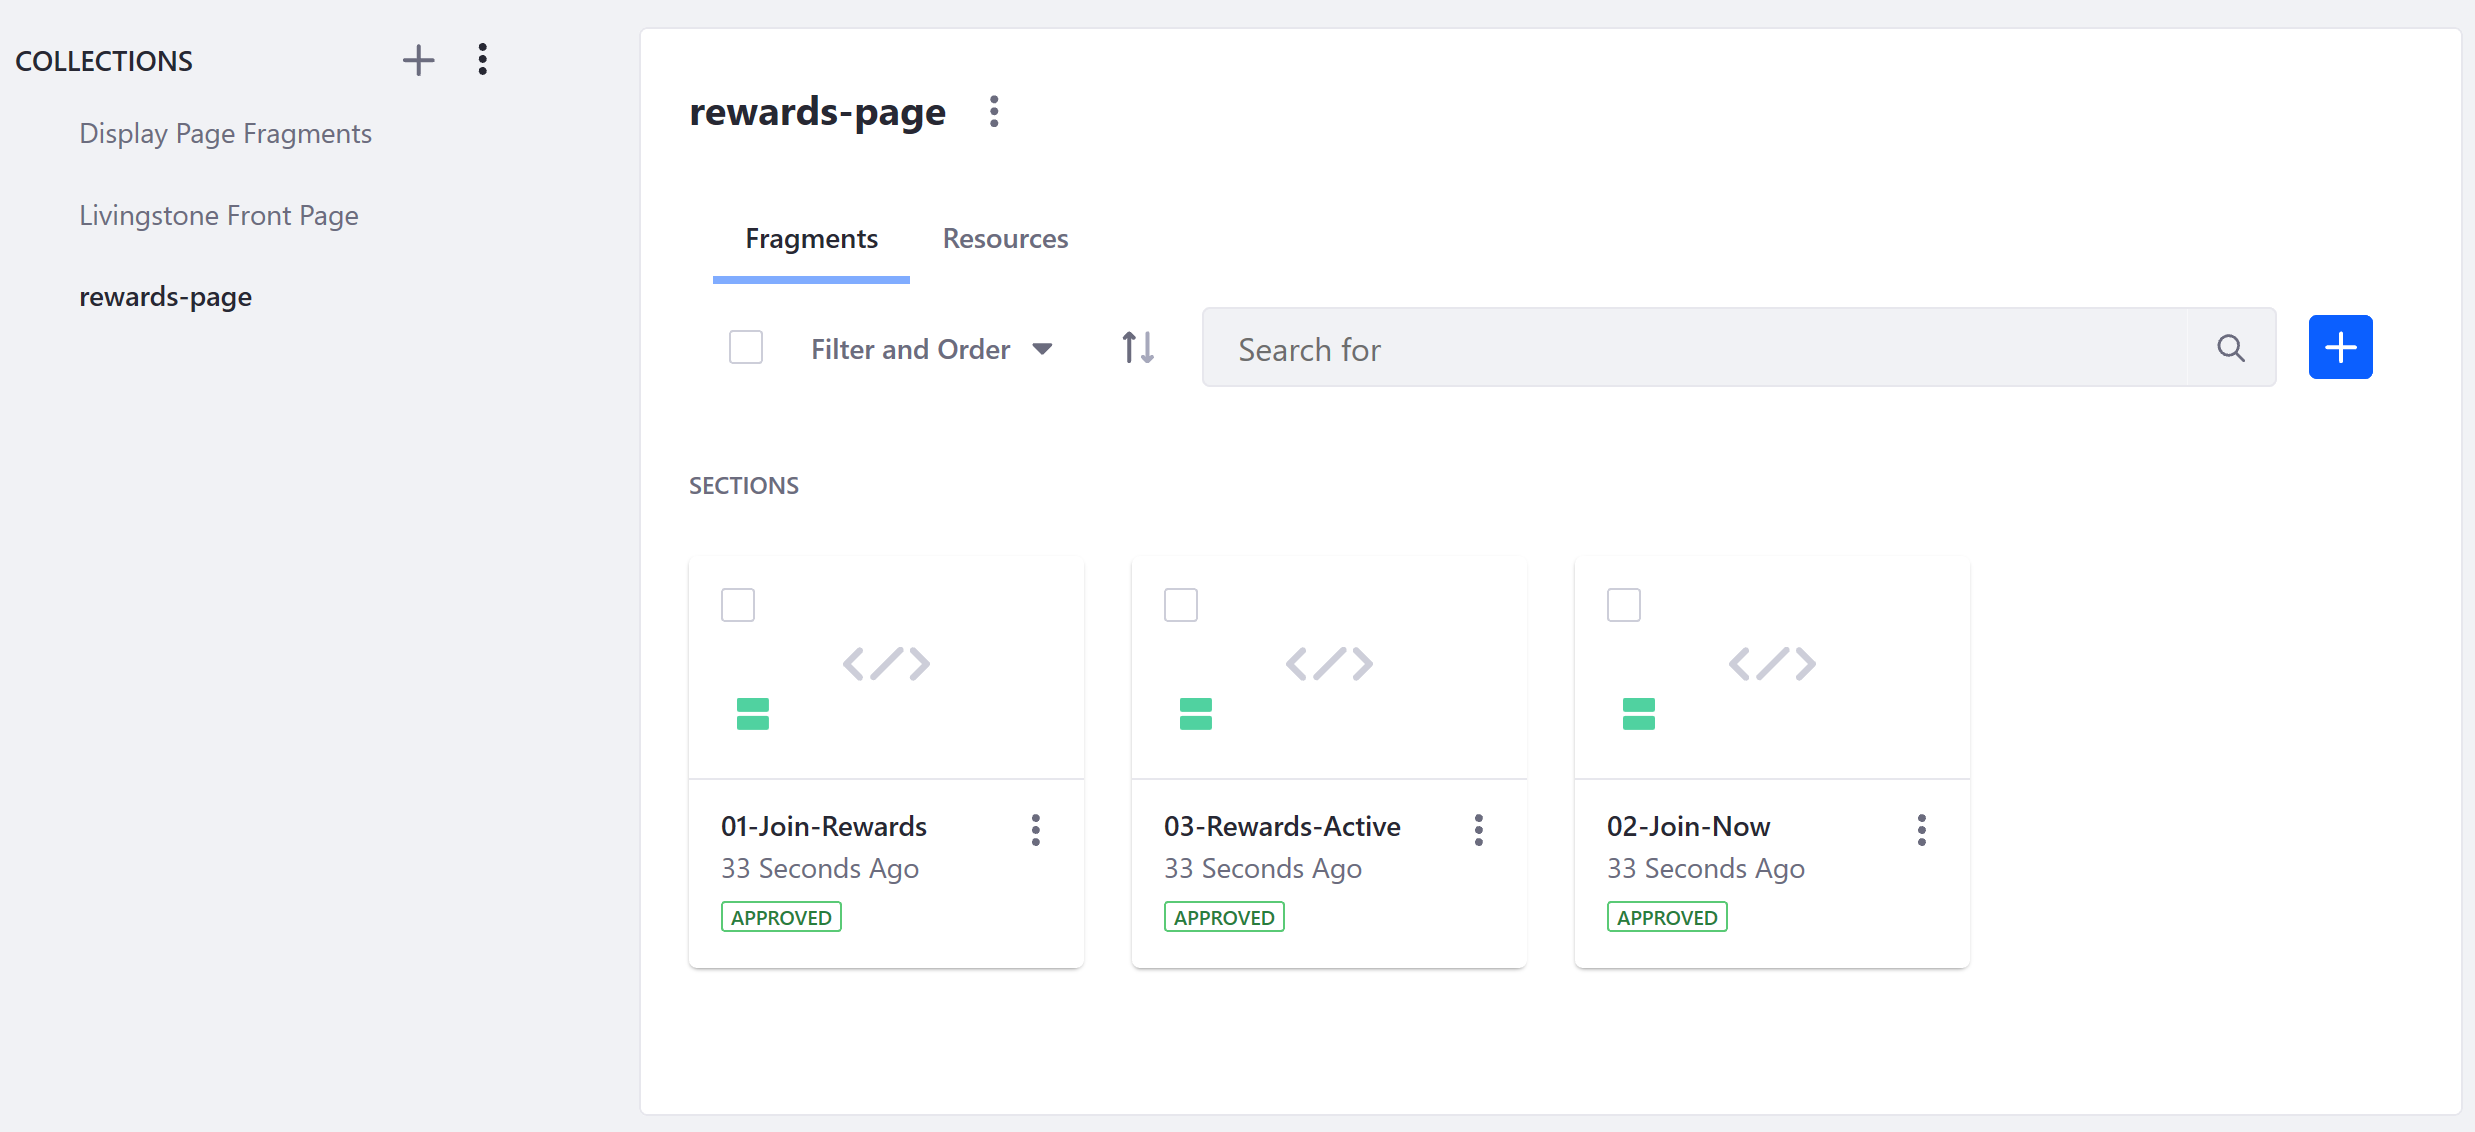 COLLECTIONS
Display Page Fragments
Livingstone Front Page
rewards-page
rewards-page
Fragments Resources
Filter and Order Search for
SECTIONS
01-Join-Rewards
33 Seconds Ago
APPROVED
03-Rewards-Active
33 Seconds Ago
APPROVED
02-Join-Now
33 Seconds Ago
APPROVED